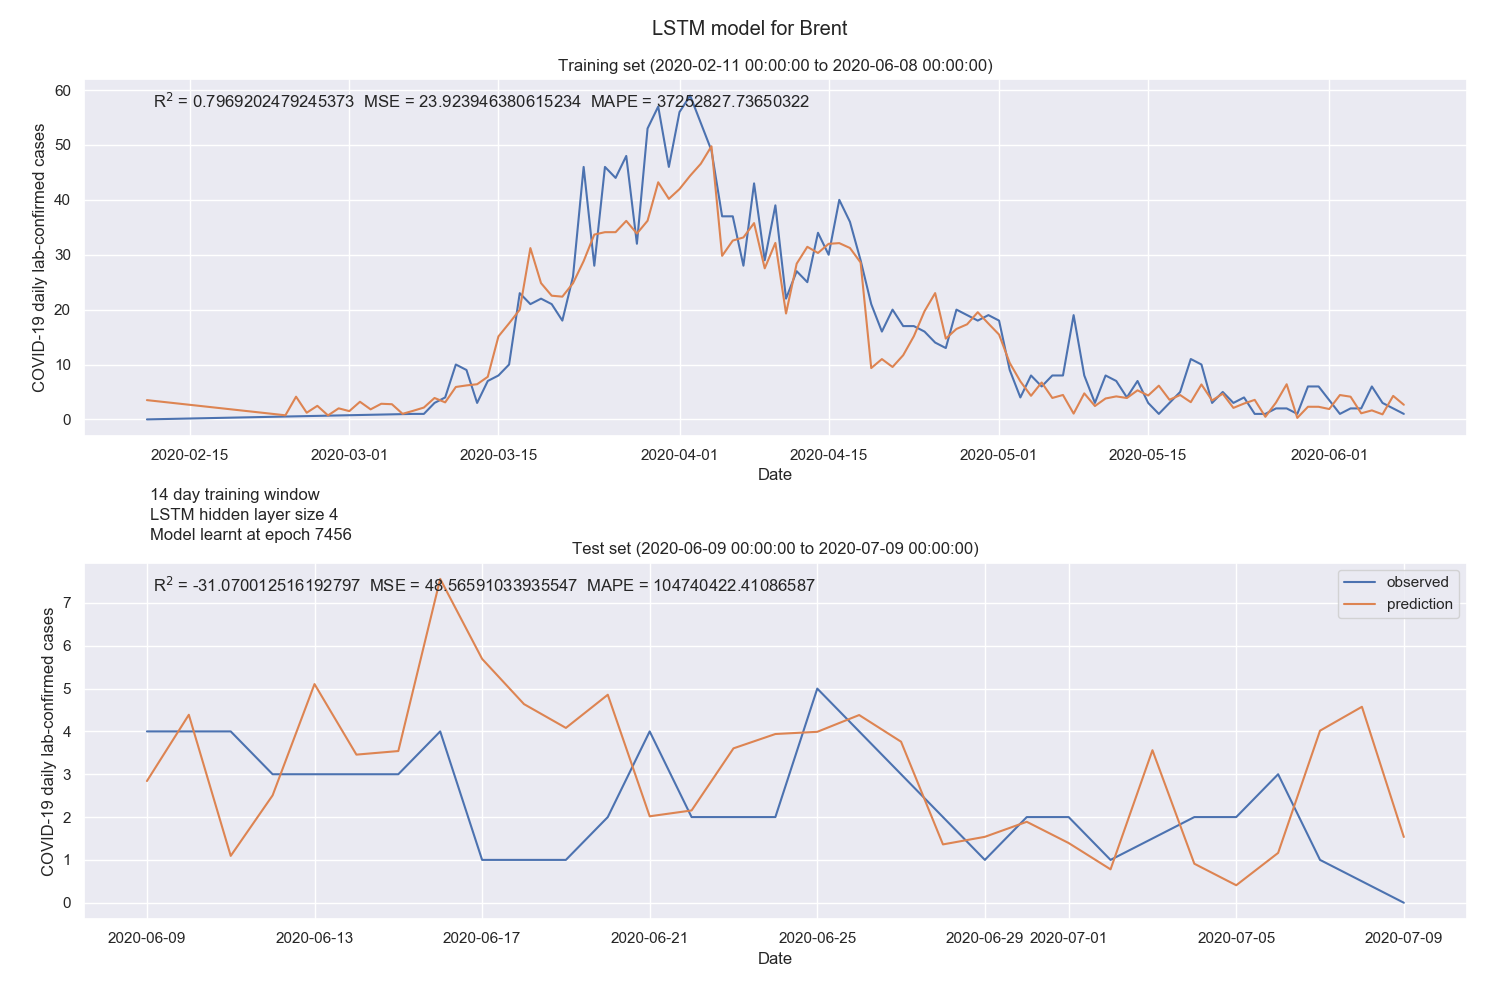 LSTM model for Brent
Training set (2020-02-11 00:00:00 to 2020-06-08 00:00:00)
R2 = 0.7969202479245373 MSE = 23.923946380615234 MAPE = 37252827.73650322
COVID-19 daily lab-confirmed cases
60
50
40
30
20
10
0
2020-02-15 2020-03-01 2020-03-15 2020-04-01 2020-04-15 2020-05-01 2020-05-15 2020-06-01
Date
14 day training window
LSTM hidden layer size 4
Model learnt at epoch 7456
Test set (2020-06-09 00:00:00 to 2020-07-09 00:00:00)
R2 = -31.070012516192797 MSE = 48.56591033935547 MAPE = 104740422.41086587
observed
prediction
COVID-19 daily lab-confirmed cases
7
6
5
4
3
2
1
0
2020-06-09 2020-06-13 2020-06-17 2020-06-21 2020-06-25 2020-06-29 2020-07-01 2020-07-05 2020-07-09
Date